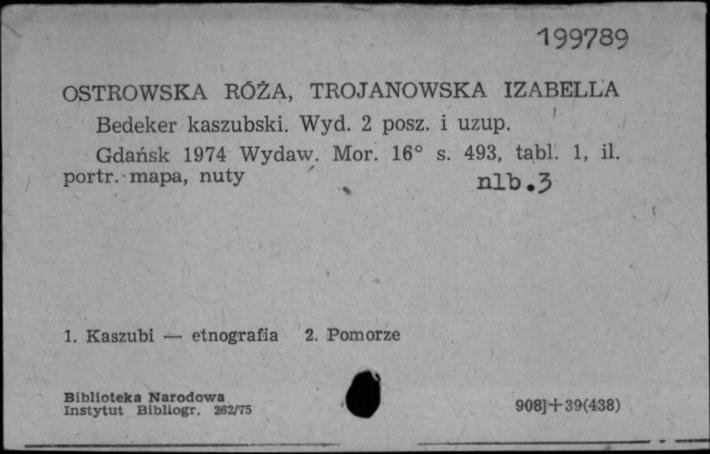 199789
OSTROWSKA RÓŻA, TROJANOWSKA IZABELLA
Bedeker kaszubski. Wyd. 2 posz. i uzup.
Gdańsk 1974 Wydaw. Mor. 16° s. 493, tabl. 1, il.
portr. mapa, nuty nlb.3
1. Kaszubi — etnografia 2. Pomorze
Biblioteka Narodowa
Instytut Bibliogr. 262/75 908]+39(438)